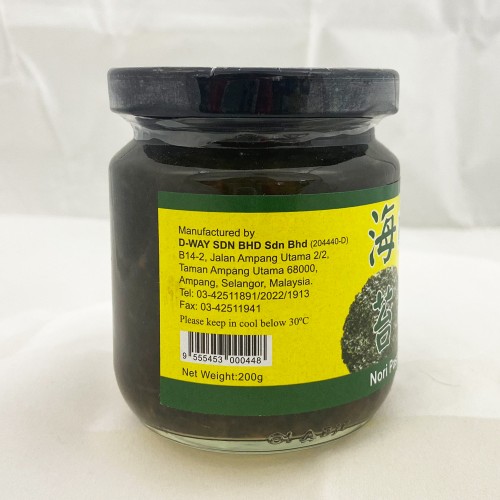 Manufactured by
D-WAY SDN BHD Sdn Bhd (204440-D)
B14-2, Jalan Ampang Utama 2/2,
Taman Ampang Utama 68000,
Ampang, Selangor, Malaysia.
Tel: 03-42511891/2022/1913
Fax: 03-42511941
Please keep in cool below 30°C
9 555453 000448
Net Weight:200g
海
苔
Nori